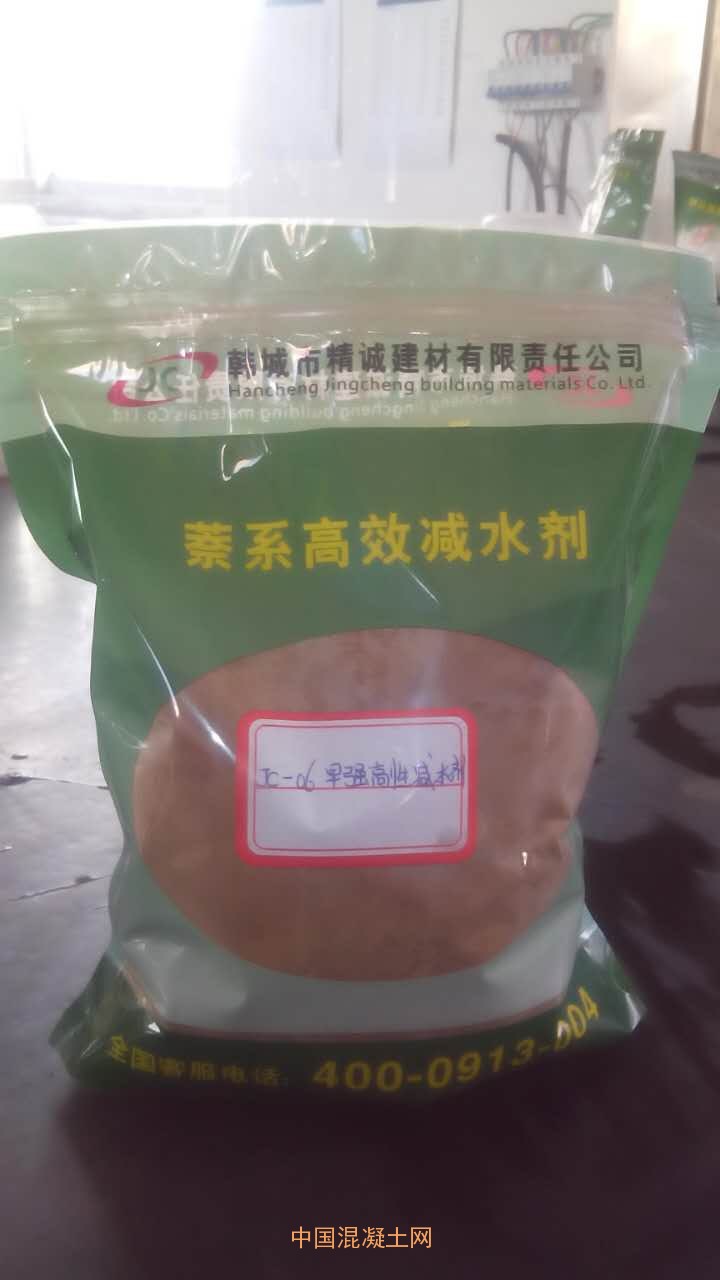 JC
韩城市精诚建材有限责任公司
Hancheng Jingcheng building materials Co. Ltd.
萘系高效减水剂
JC-06 早强高性减水剂
全国客服电话: 400-0913-004
中国混凝土网